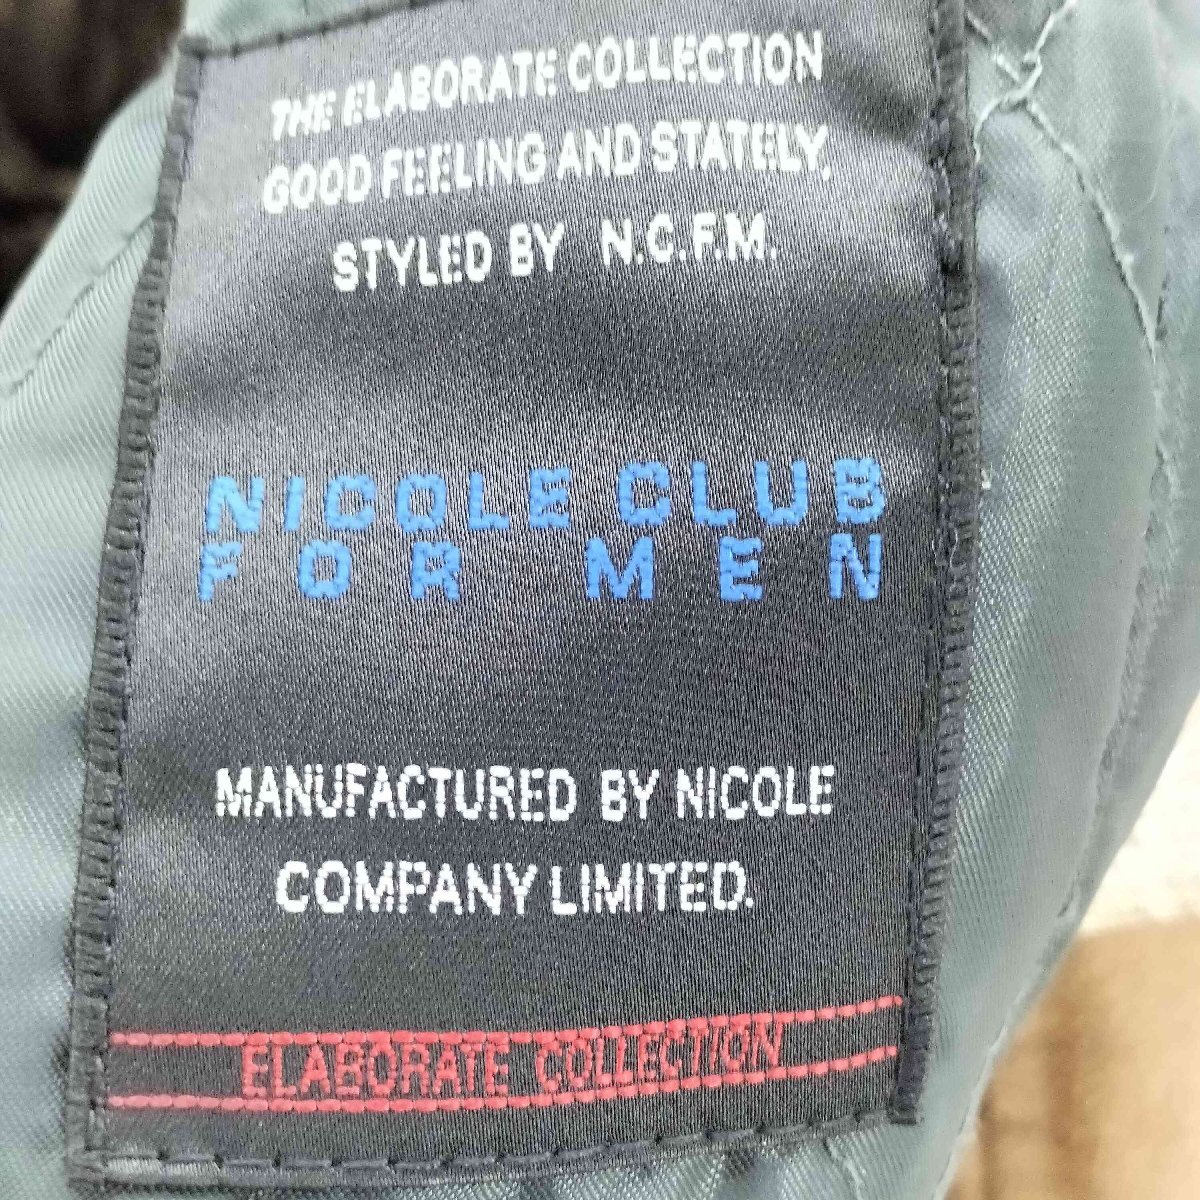 THE ELABORATE COLLECTION
GOOD FEELING AND STATELY,
STYLED BY N.C.F.M.
NICOLE CLUB
FOR MEN
MANUFACTURED BY NICOLE
COMPANY LIMITED.
ELABORATE COLLECTION